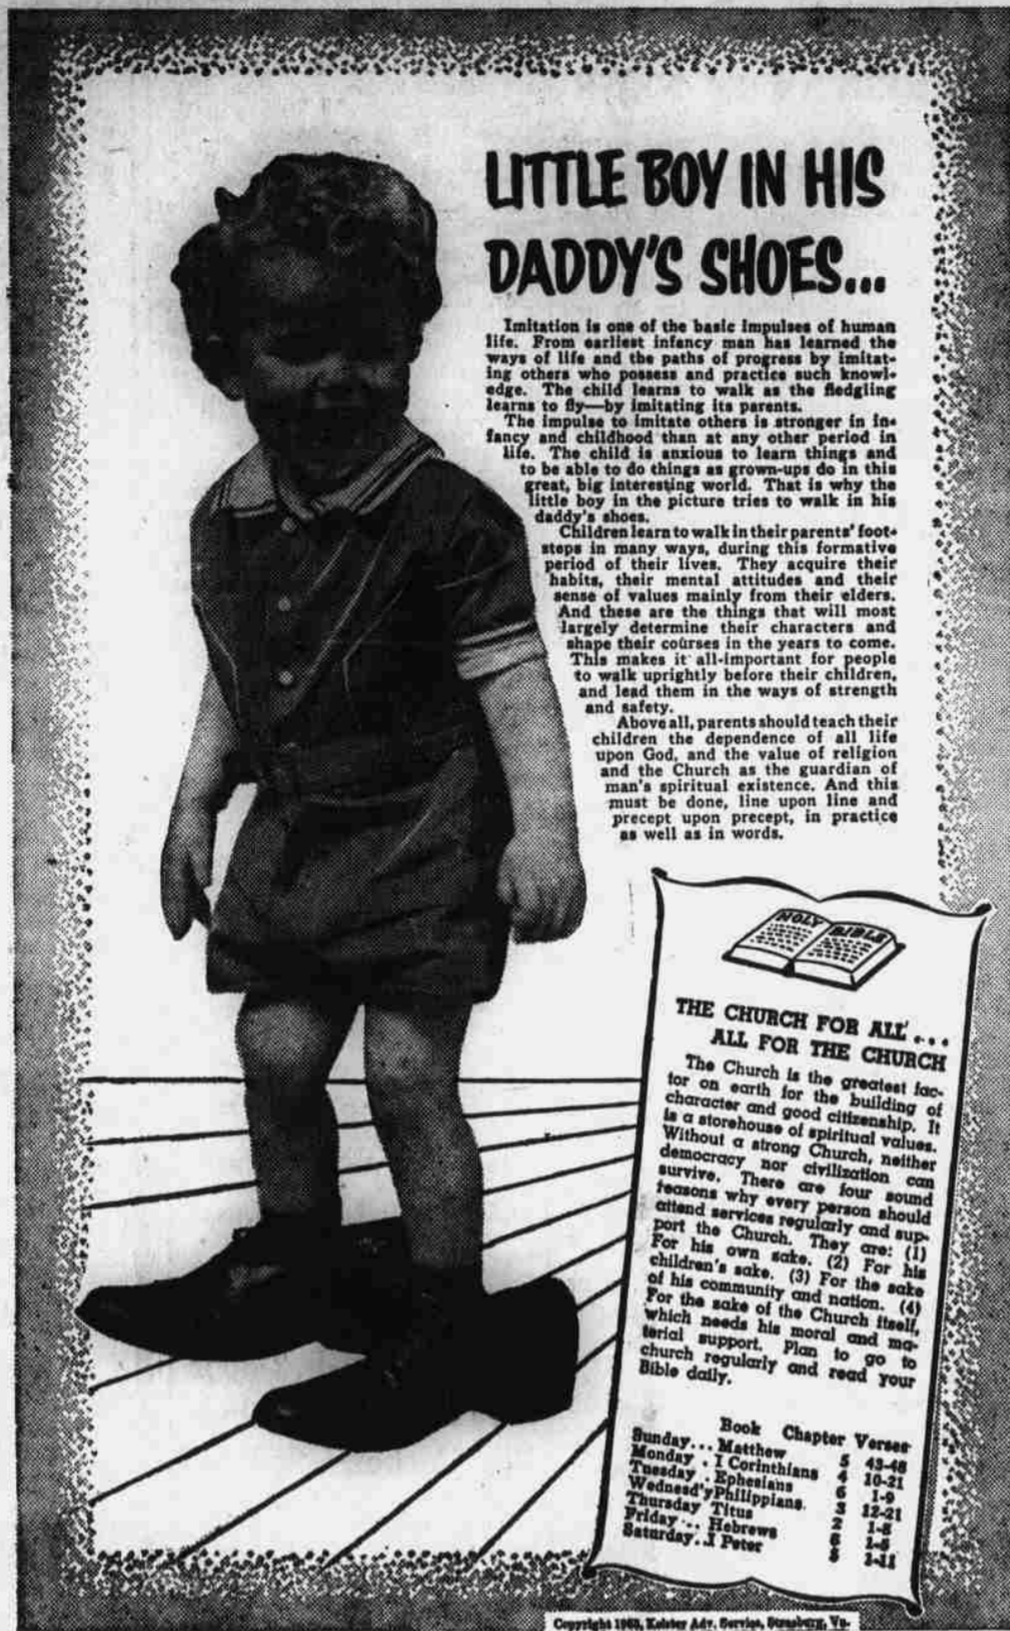 LITTLE BOY IN HIS
DADDY'S SHOES...
Imitation is one of the basic impulses of human
life. From earliest infancy man has learned the
ways of life and the paths of progress by imitat-
ing others who possess and practice such knowl-
edge. The child learns to walk as the fledgling
learns to fly—by imitating its parents.
The impulse to imitate others is stronger in in-
fancy and childhood than at any other period in
life. The child is anxious to learn things and
to be able to do things as grown-ups do in this
great, big interesting world. That is why the
little boy in the picture tries to walk in his
daddy's shoes.
Children learn to walk in their parents' foot-
steps in many ways, during this formative
period of their lives. They acquire their
habits, their mental attitudes and their
sense of values mainly from their elders.
And these are the things that will most
largely determine their characters and
shape their courses in the years to come.
This makes it all-important for people
to walk uprightly before their children,
and lead them in the ways of strength
and safety.
Above all, parents should teach their
children the dependence of all life
upon God, and the value of religion
and the Church as the guardian of
man's spiritual existence. And this
must be done, line upon line and
precept upon precept, in practice
as well as in words.
HOLY BIBLE
THE CHURCH FOR ALL . . .
ALL FOR THE CHURCH
The Church is the greatest fac-
tor on earth for the building of
character and good citizenship. It
is a storehouse of spiritual values.
Without a strong Church, neither
democracy nor civilization can
survive. There are four sound
reasons why every person should
attend services regularly and sup-
port the Church. They are: (1)
For his own sake. (2) For his
children's sake. (3) For the sake
of his community and nation. (4)
For the sake of the Church itself,
which needs his moral and ma-
terial support. Plan to go to
church regularly and read your
Bible daily.
Book Chapter Verses
Sunday... Matthew 5 43-48
Monday . I Corinthians 4 10-21
Tuesday . Ephesians 6 1-9
Wednesd'y Philippians. 3 12-21
Thursday Titus 2
Friday... Hebrews
Saturday..I Peter
Copyright Keister Adv. Service, Strasburg, Va.